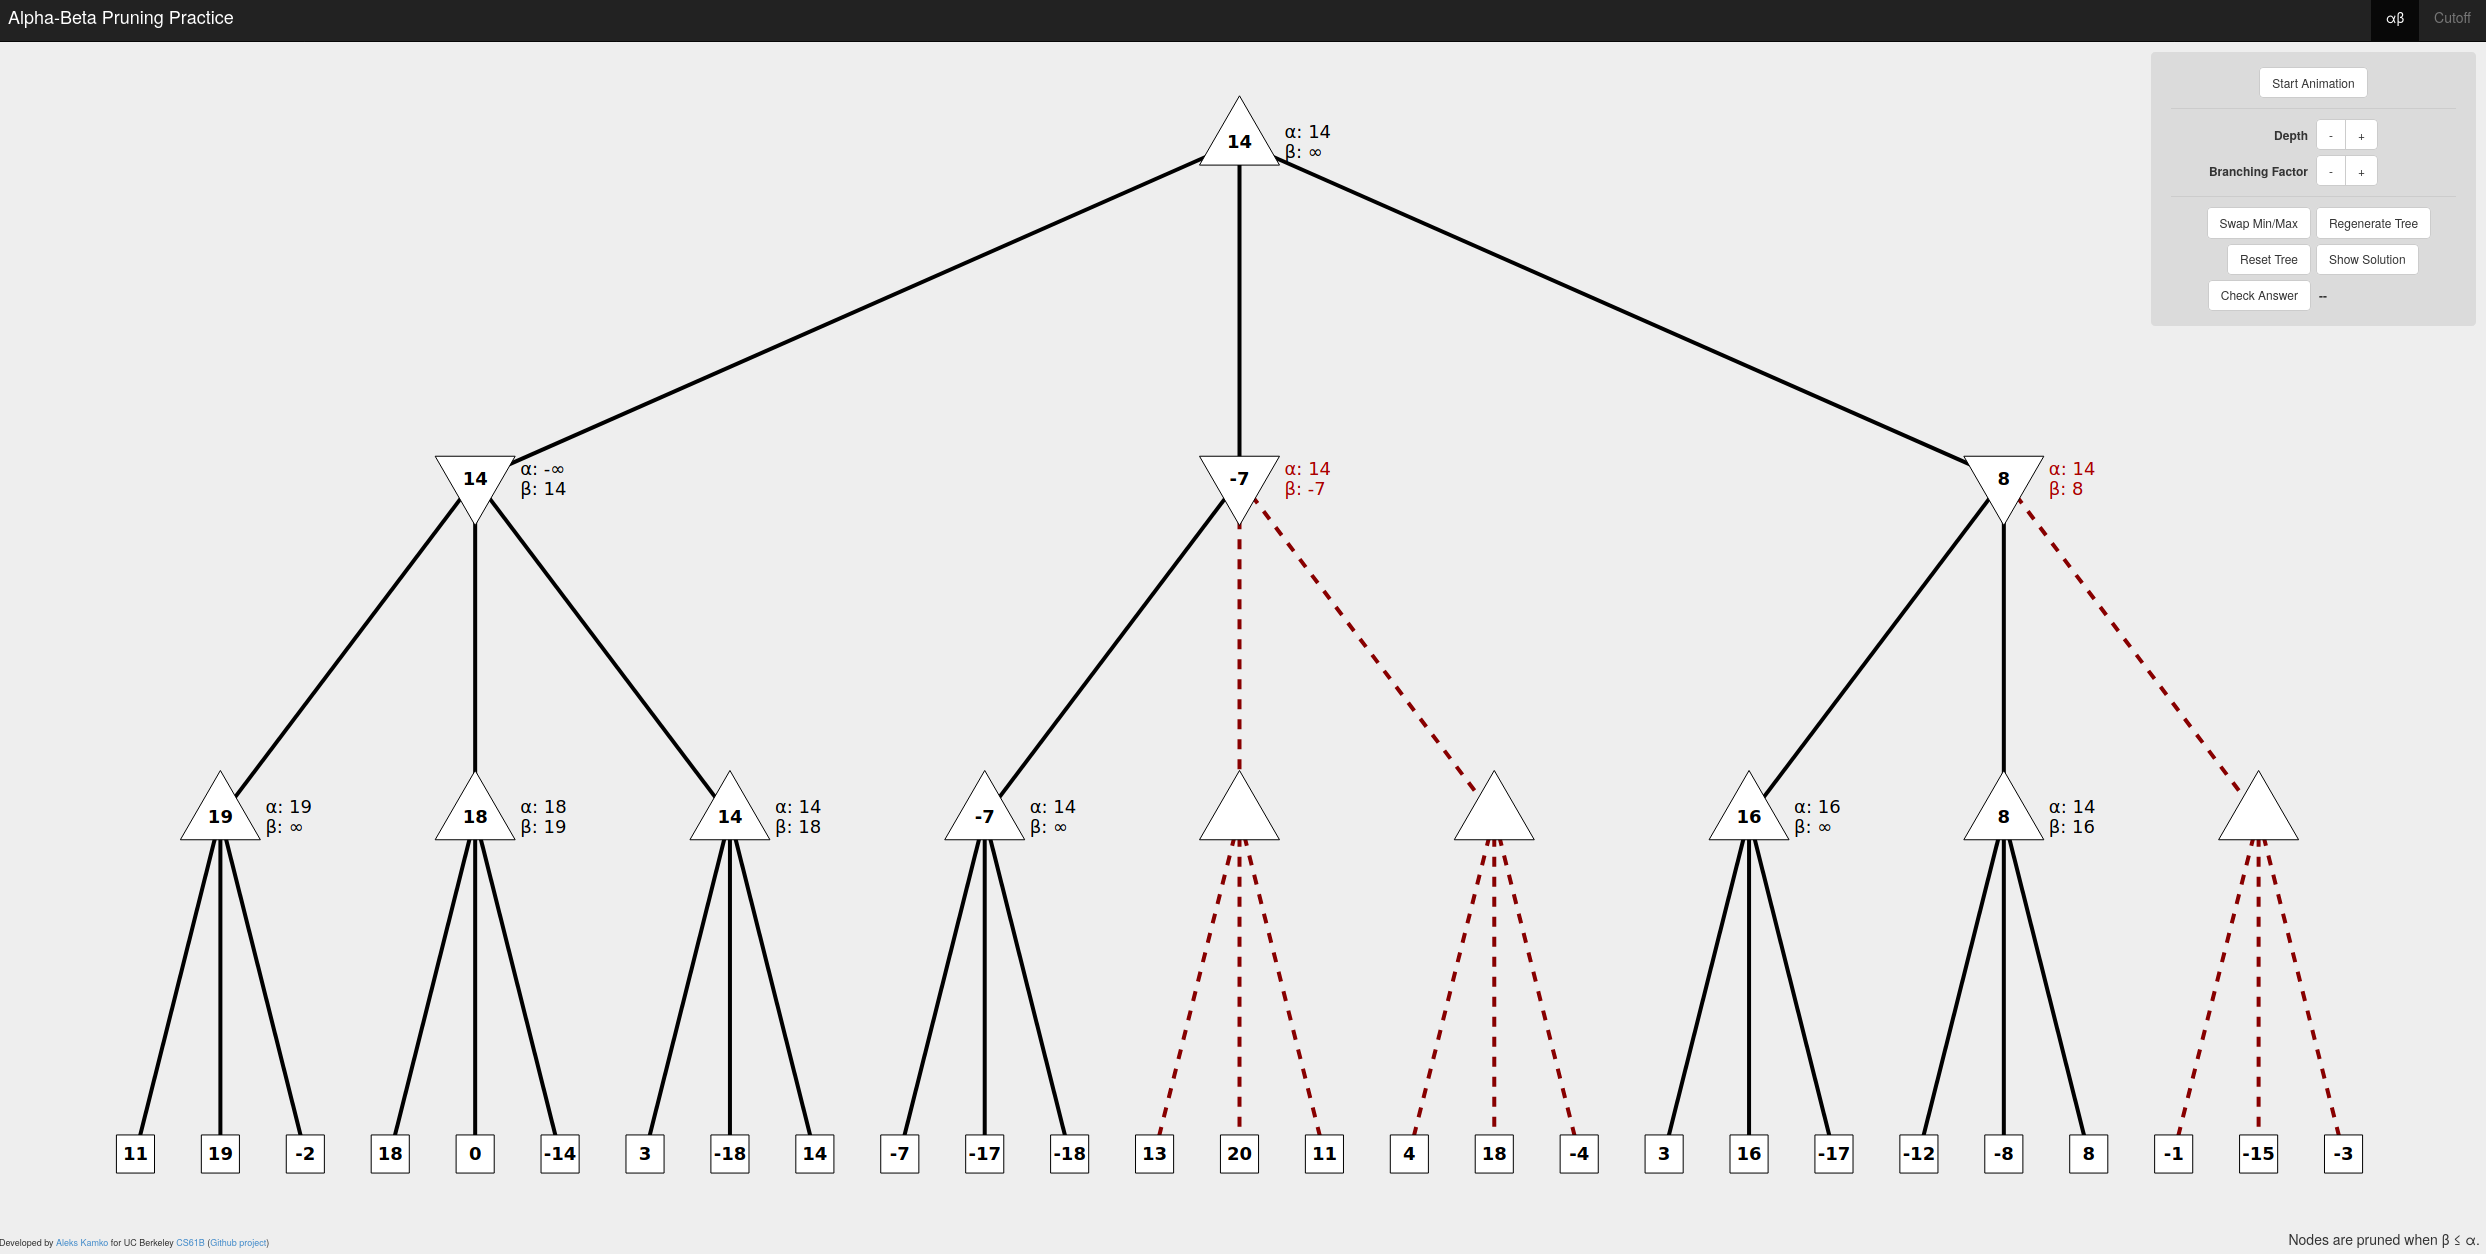 Alpha-Beta Pruning Practice
αβ Cutoff
Start Animation
Depth - +
Branching Factor - +
Swap Min/Max Regenerate Tree
Reset Tree Show Solution
Check Answer --
14 α: 14
β: ∞
14 α: -∞
β: 14
-7 α: 14
β: -7
8 α: 14
β: 8
19 α: 19
β: ∞
18 α: 18
β: 19
14 α: 14
β: 18
-7 α: 14
β: ∞
16 α: 16
β: ∞
8 α: 14
β: 16
11 19 -2 18 0 -14 3 -18 14 -7 -17 -18 13 20 11 4 18 -4 3 16 -17 -12 -8 8 -1 -15 -3
Developed by Aleks Kamko for UC Berkeley CS61B (Github project)
Nodes are pruned when β ≤ α.